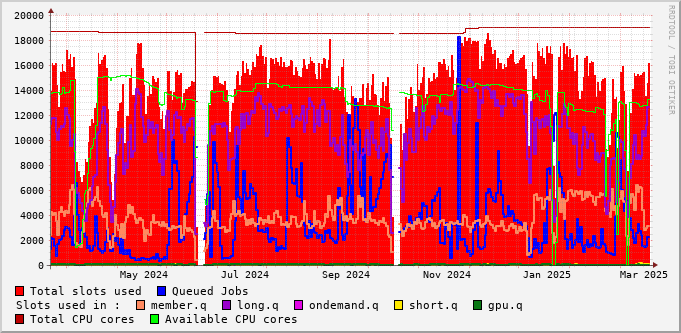 20000
18000
16000
14000
12000
10000
8000
6000
4000
2000
0
May 2024 Jul 2024 Sep 2024 Nov 2024 Jan 2025 Mar 2025
RRDTOOL / TOBI OETIKER
Total slots used Queued Jobs
Slots used in : member.q long.q ondemand.q short.q gpu.q
Total CPU cores Available CPU cores